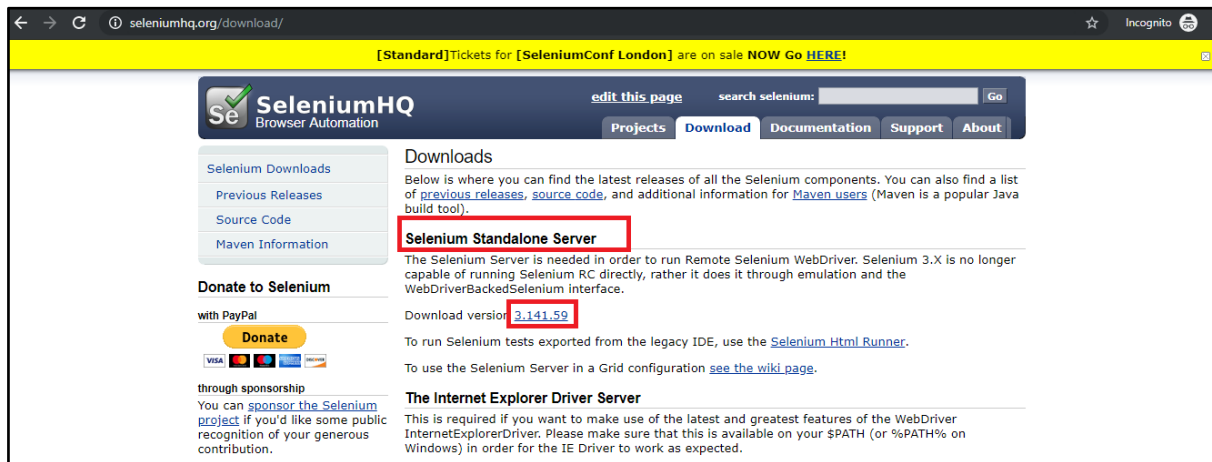 seleniumhq.org/download/
Incognito
[Standard]Tickets for [SeleniumConf London] are on sale NOW Go HERE!
Se
SeleniumHQ
Browser Automation
edit this page
search selenium:
Go
Projects
Download
Documentation
Support
About
Selenium Downloads
Previous Releases
Source Code
Maven Information
Donate to Selenium
with PayPal
Donate
VISA
through sponsorship
You can sponsor the Selenium
project if you'd like some public
recognition of your generous
contribution.
Downloads
Below is where you can find the latest releases of all the Selenium components. You can also find a list
of previous releases, source code, and additional information for Maven users (Maven is a popular Java
build tool).
Selenium Standalone Server
The Selenium Server is needed in order to run Remote Selenium WebDriver. Selenium 3.X is no longer
capable of running Selenium RC directly, rather it does it through emulation and the
WebDriverBackedSelenium interface.
Download version 3.141.59
To run Selenium tests exported from the legacy IDE, use the Selenium Html Runner.
To use the Selenium Server in a Grid configuration see the wiki page.
The Internet Explorer Driver Server
This is required if you want to make use of the latest and greatest features of the WebDriver
InternetExplorerDriver. Please make sure that this is available on your $PATH (or %PATH% on
Windows) in order for the IE Driver to work as expected.